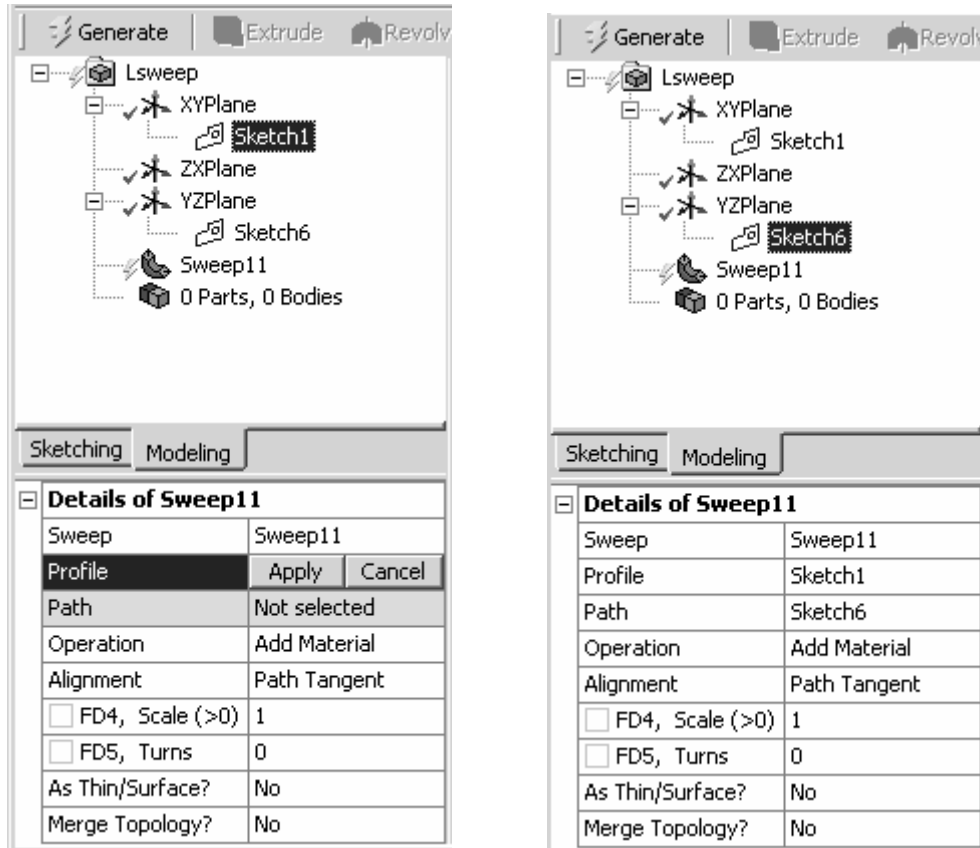 Generate Extrude Revolv
Lsweep
XYPlane
Sketch1
ZXPlane
YZPlane
Sketch6
Sweep11
0 Parts, 0 Bodies
Sketching Modeling
Details of Sweep11
Sweep Sweep11
Profile Apply Cancel
Path Not selected
Operation Add Material
Alignment Path Tangent
FD4, Scale (>0) 1
FD5, Turns 0
As Thin/Surface? No
Merge Topology? No
Generate Extrude Revolv
Lsweep
XYPlane
Sketch1
ZXPlane
YZPlane
Sketch6
Sweep11
0 Parts, 0 Bodies
Sketching Modeling
Details of Sweep11
Sweep Sweep11
Profile Sketch1
Path Sketch6
Operation Add Material
Alignment Path Tangent
FD4, Scale (>0) 1
FD5, Turns 0
As Thin/Surface? No
Merge Topology? No